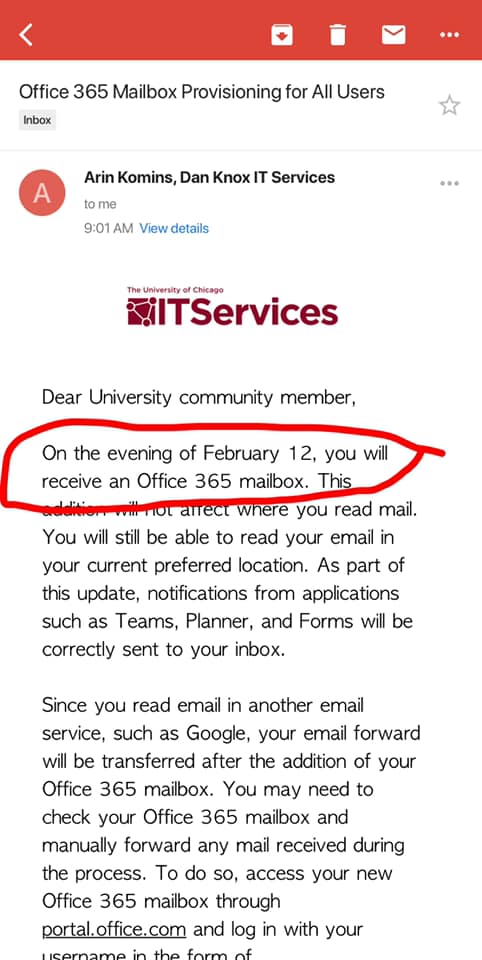 Office 365 Mailbox Provisioning for All Users
Inbox
A
Arin Komins, Dan Knox IT Services
to me
9:01 AM View details
The University of Chicago
ITServices
Dear University community member,
On the evening of February 12, you will
receive an Office 365 mailbox. This
addition will not affect where you read mail.
You will still be able to read your email in
your current preferred location. As part of
this update, notifications from applications
such as Teams, Planner, and Forms will be
correctly sent to your inbox.
Since you read email in another email
service, such as Google, your email forward
will be transferred after the addition of your
Office 365 mailbox. You may need to
check your Office 365 mailbox and
manually forward any mail received during
the process. To do so, access your new
Office 365 mailbox through
portal.office.com and log in with your
username in the form of